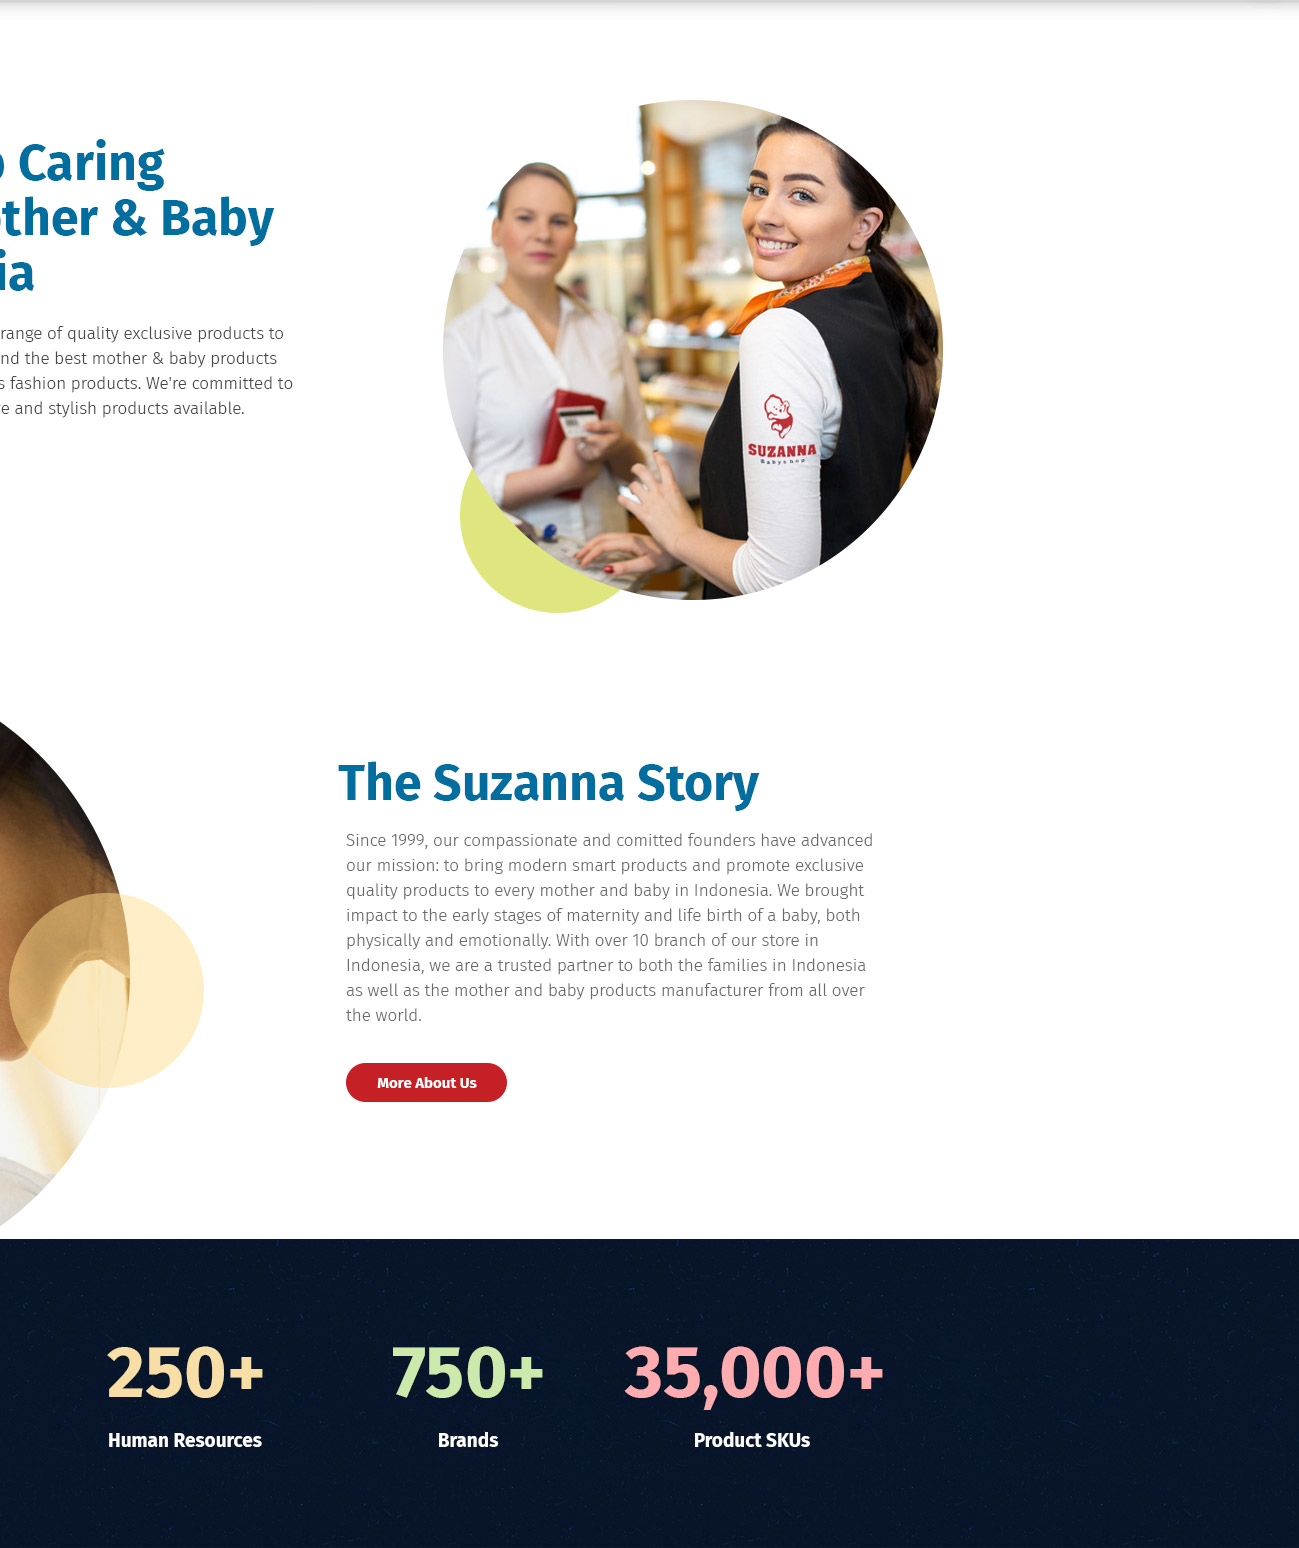 Caring
ther & Baby
ia
range of quality exclusive products to
nd the best mother & baby products
s fashion products. We're committed to
e and stylish products available.
SUZANNA
Babyshop
The Suzanna Story
Since 1999, our compassionate and comitted founders have advanced
our mission: to bring modern smart products and promote exclusive
quality products to every mother and baby in Indonesia. We brought
impact to the early stages of maternity and life birth of a baby, both
physically and emotionally. With over 10 branch of our store in
Indonesia, we are a trusted partner to both the families in Indonesia
as well as the mother and baby products manufacturer from all over
the world.
More About Us
250+
750+
35,000+
Human Resources
Brands
Product SKUs